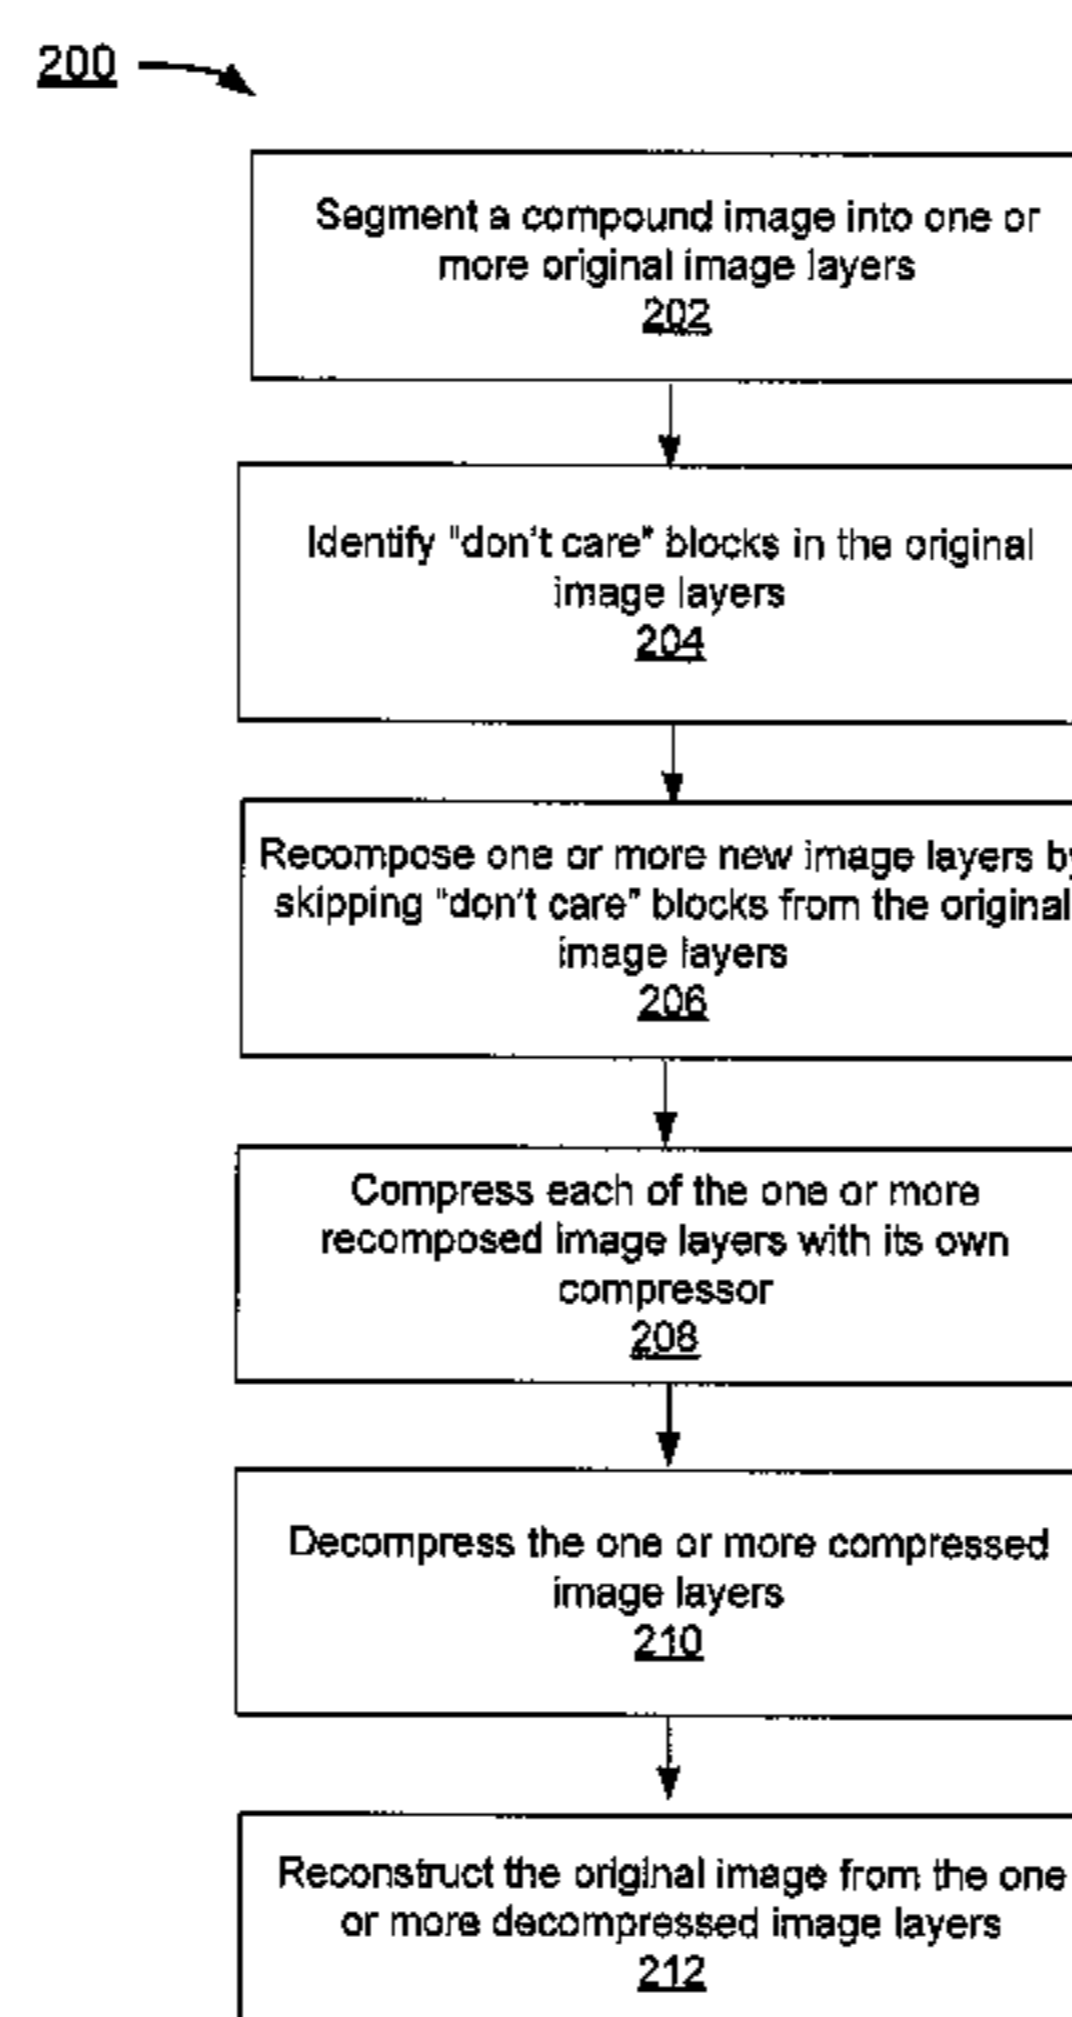 200
Segment a compound image into one or
more original image layers
202
Identify "don't care" blocks in the original
image layers
204
Recompose one or more new image layers by
skipping "don't care" blocks from the original
image layers
206
Compress each of the one or more
recomposed image layers with its own
compressor
208
Decompress the one or more compressed
image layers
210
Reconstruct the original image from the one
or more decompressed image layers
212